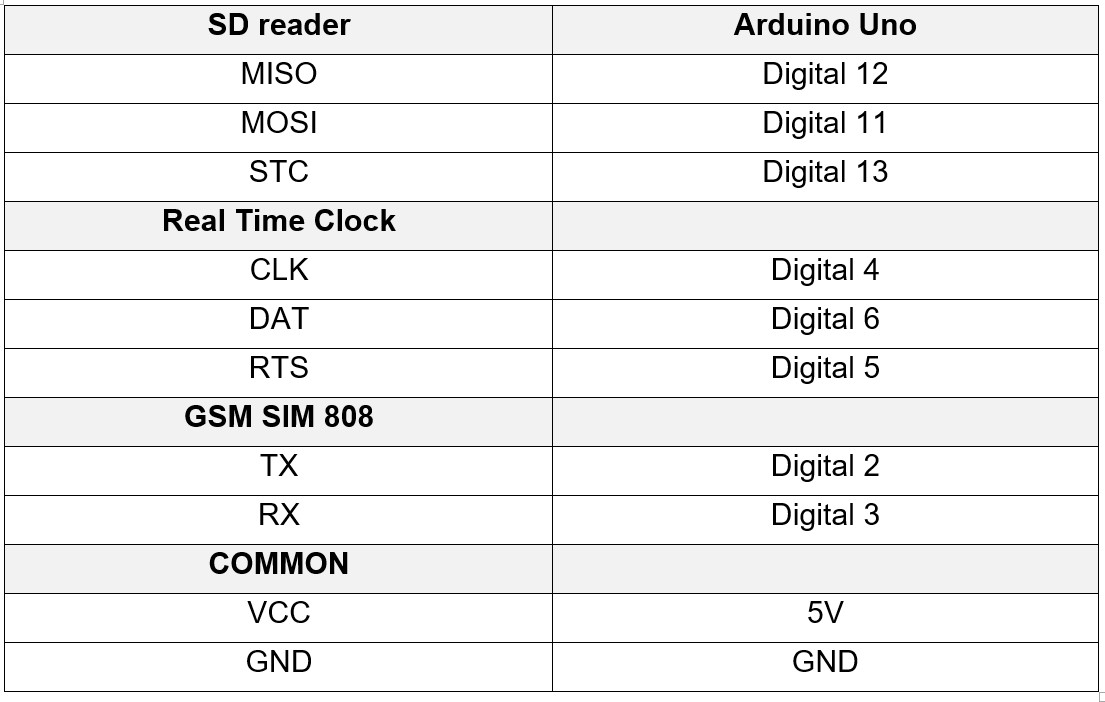 SD reader Arduino Uno
MISO Digital 12
MOSI Digital 11
STC Digital 13
Real Time Clock
CLK Digital 4
DAT Digital 6
RTS Digital 5
GSM SIM 808
TX Digital 2
RX Digital 3
COMMON
VCC 5V
GND GND